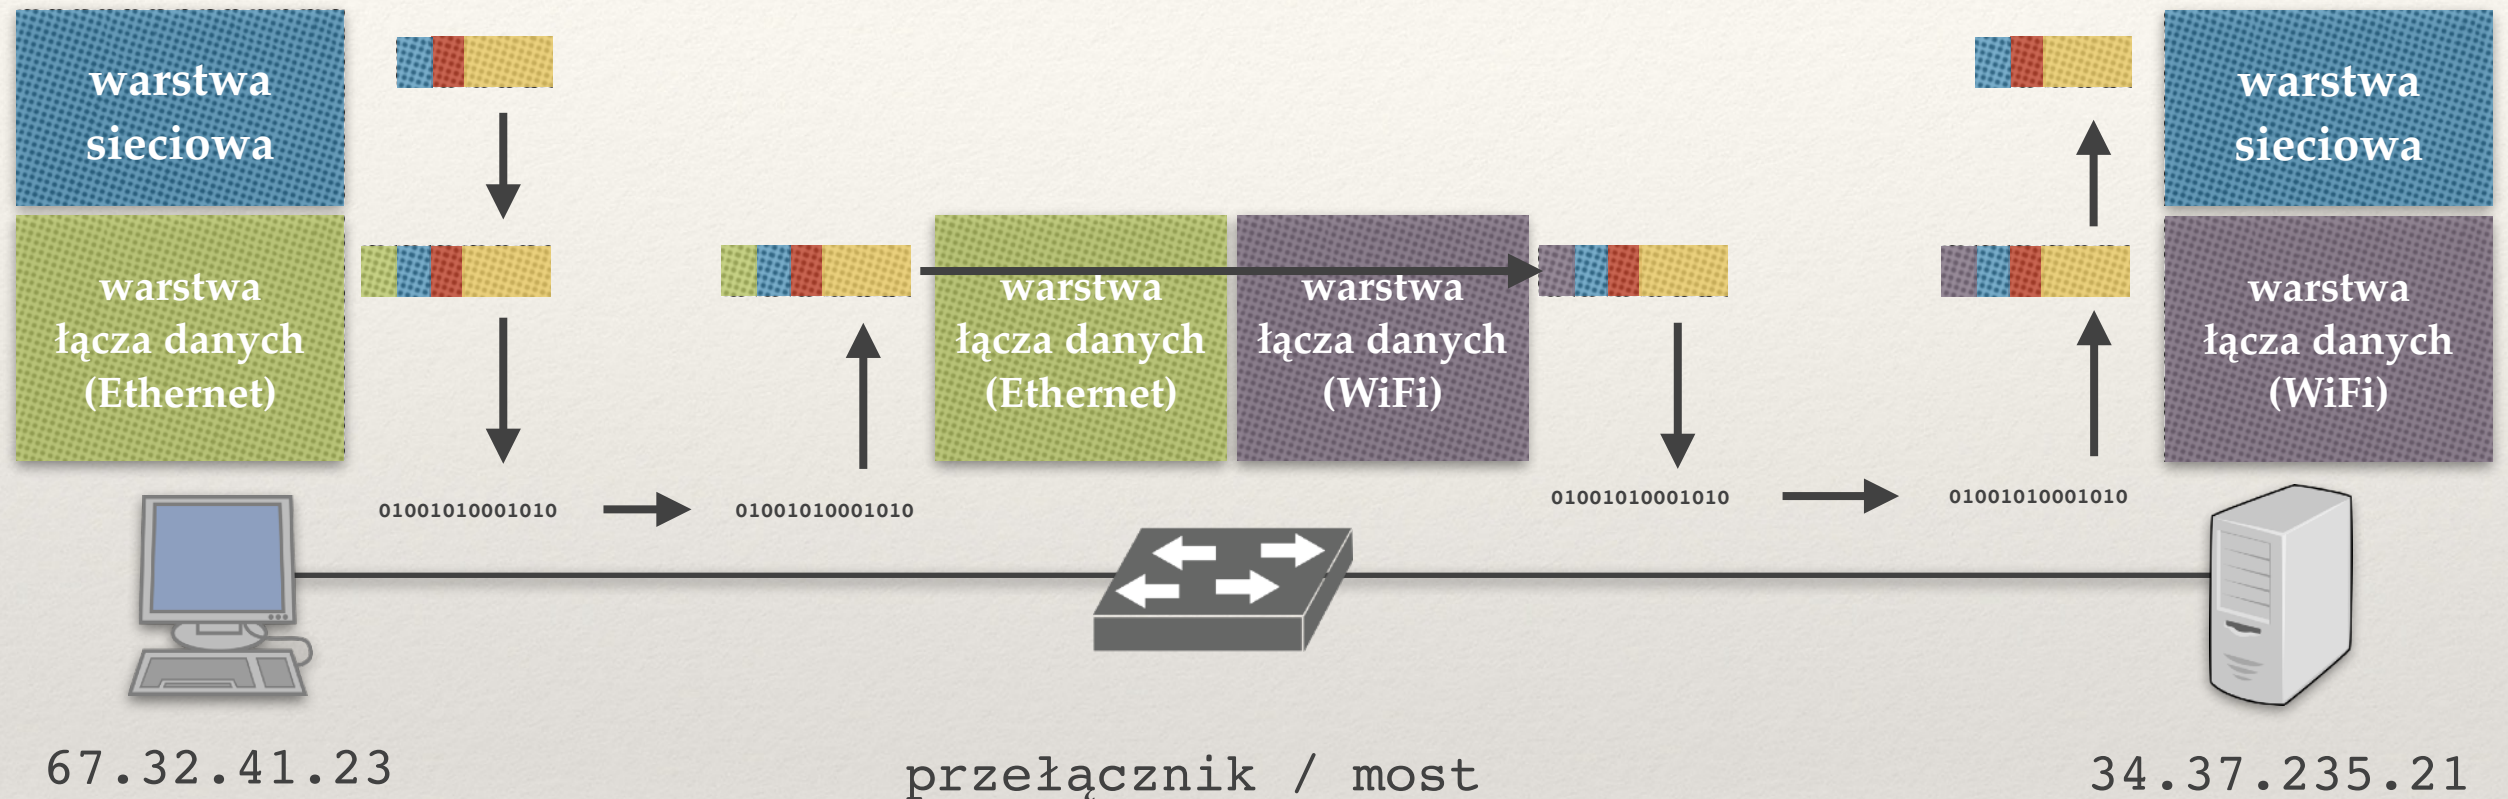 warstwa
sieciowa
warstwa
łącza danych
(Ethernet)
warstwa
łącza danych
(Ethernet)
warstwa
łącza danych
(WiFi)
warstwa
sieciowa
warstwa
łącza danych
(WiFi)
01001010001010
01001010001010
01001010001010
01001010001010
67.32.41.23
przełącznik / most
34.37.235.21